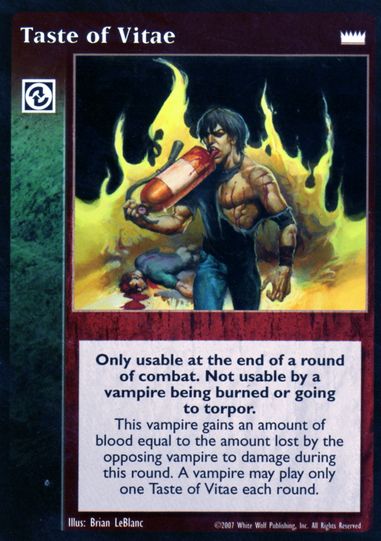 Taste of Vitae
Only usable at the end of a round
of combat. Not usable by a
vampire being burned or going
to torpor.
This vampire gains an amount of
blood equal to the amount lost by the
opposing vampire to damage during
this round. A vampire may play only
one Taste of Vitae each round.
Illus: Brian LeBlanc
©2007 White Wolf Publishing, Inc. All Rights Reserved